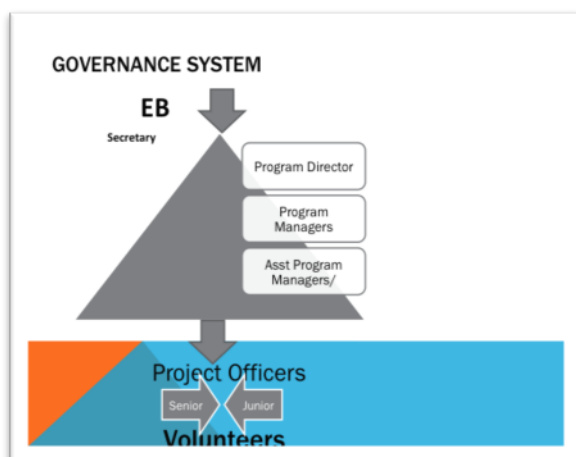 GOVERNANCE SYSTEM
EB
Secretary
Program Director
Program
Managers
Asst Program
Managers/
Project Officers
Senior
Junior
Volunteers